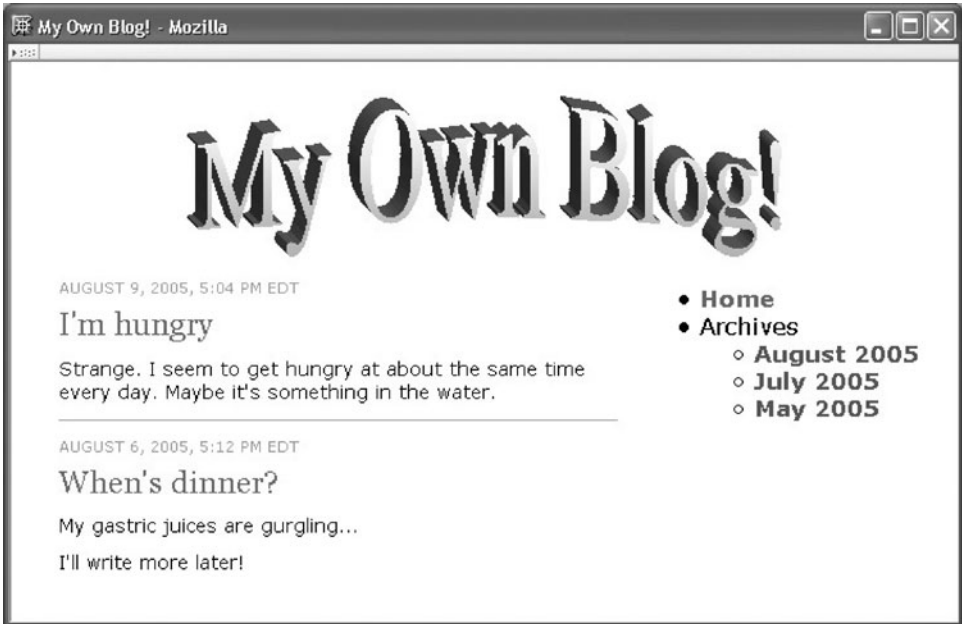 My Own Blog! - Mozilla
My Own Blog!
AUGUST 9, 2005, 5:04 PM EDT
I'm hungry
Strange. I seem to get hungry at about the same time
every day. Maybe it's something in the water.
AUGUST 6, 2005, 5:12 PM EDT
When's dinner?
My gastric juices are gurgling...
I'll write more later!
Home
Archives
August 2005
July 2005
May 2005